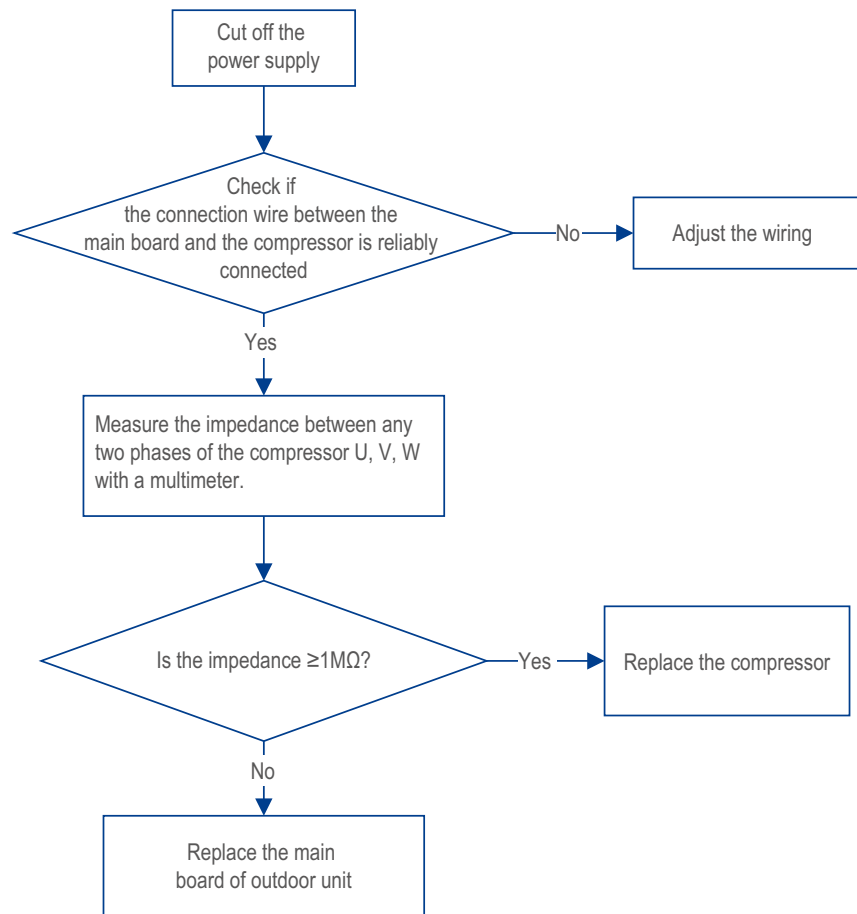 Cut off the
power supply
Check if
the connection wire between the
main board and the compressor is reliably
connected
No
Adjust the wiring
Yes
Measure the impedance between any
two phases of the compressor U, V, W
with a multimeter.
Is the impedance ≥1MΩ?
Yes
Replace the compressor
No
Replace the main
board of outdoor unit